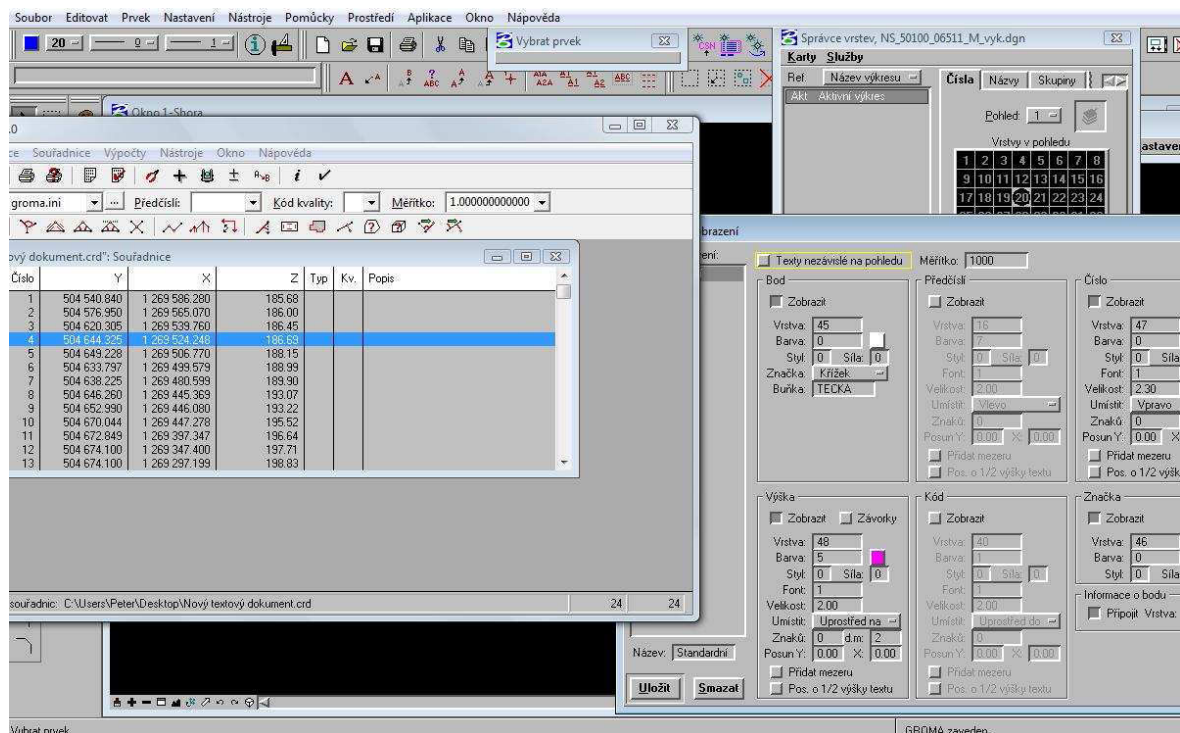 Soubor Editovat Prvek Nastavení Nástroje Pomůcky Prostředí Aplikace Okno Nápověda
20 0 1
Vybrat prvek
Správce vrstev, NS_50100_06511_M_vyk.dgn
Karty Služby
Ref Název výkresu
Akt Aktivní výkres
Čísla Názvy Skupiny
Pohled: 1
Vrstvy v pohledu
1 2 3 4 5 6 7 8
9 10 11 12 13 14 15 16
17 18 19 20 21 22 23 24
Okno 1-Shora
.0
ce Souřadnice Výpočty Nástroje Okno Nápověda
groma.ini ... Předčíslí: Kód kvality: Měřítko: 1.000000000000
ový dokument.crd": Souřadnice
Číslo Y X Z Typ Kv. Popis
1 504 540.840 1 269 586.280 185.68
2 504 576.950 1 269 565.070 186.00
3 504 620.305 1 269 539.760 186.45
4 504 644.325 1 269 524.248 186.69
5 504 649.228 1 269 506.770 188.15
6 504 633.797 1 269 499.579 188.99
7 504 638.225 1 269 480.599 189.90
8 504 646.260 1 269 445.369 193.07
9 504 652.990 1 269 446.080 193.22
10 504 670.044 1 269 447.278 195.52
11 504 672.849 1 269 397.347 196.64
12 504 674.100 1 269 347.400 197.71
13 504 674.100 1 269 297.199 198.83
souřadnic: C:\Users\Peter\Desktop\Nový textový dokument.crd 24 24
astaven
brazení
ení:
Texty nezávislé na pohledu Měřítko: 1000
Bod
Zobrazit
Vrstva: 45
Barva: 0
Styl: 0 Síla: 0
Značka: Křížek
Buňka: TECKA
Předčíslí
Zobrazit
Vrstva: 16
Barva: 7
Styl: 0 Síla: 0
Font: 1
Velikost: 2.00
Umístit: Vlevo
Znaků: 0
Posun Y: 0.00 X: 0.00
Přidat mezeru
Pos. o 1/2 výšky textu
Číslo
Zobrazit
Vrstva: 47
Barva: 0
Styl: 0 Síla
Font: 1
Velikost: 2.30
Umístit: Vpravo
Znaků: 0
Posun Y: 0.00 X
Přidat mezeru
Pos. o 1/2 výšk
Výška
Zobrazit Závorky
Vrstva: 48
Barva: 5
Styl: 0 Síla: 0
Font: 1
Velikost: 2.00
Umístit: Uprostřed na
Znaků: 0 d.m: 2
Posun Y: 0.00 X: 0.00
Přidat mezeru
Pos. o 1/2 výšky textu
Kód
Zobrazit
Vrstva: 40
Barva: 1
Styl: 0 Síla: 0
Font: 1
Velikost: 2.00
Umístit: Uprostřed do
Znaků: 0
Posun Y: 0.00 X: 0.00
Přidat mezeru
Pos. o 1/2 výšky textu
Značka
Zobrazit
Vrstva: 46
Barva: 0
Styl: 0 Síla
Informace o bodu
Připojit Vrstva:
Název: Standardní
Uložit Smazat
Vybrat prvek
GROMA zaveden.